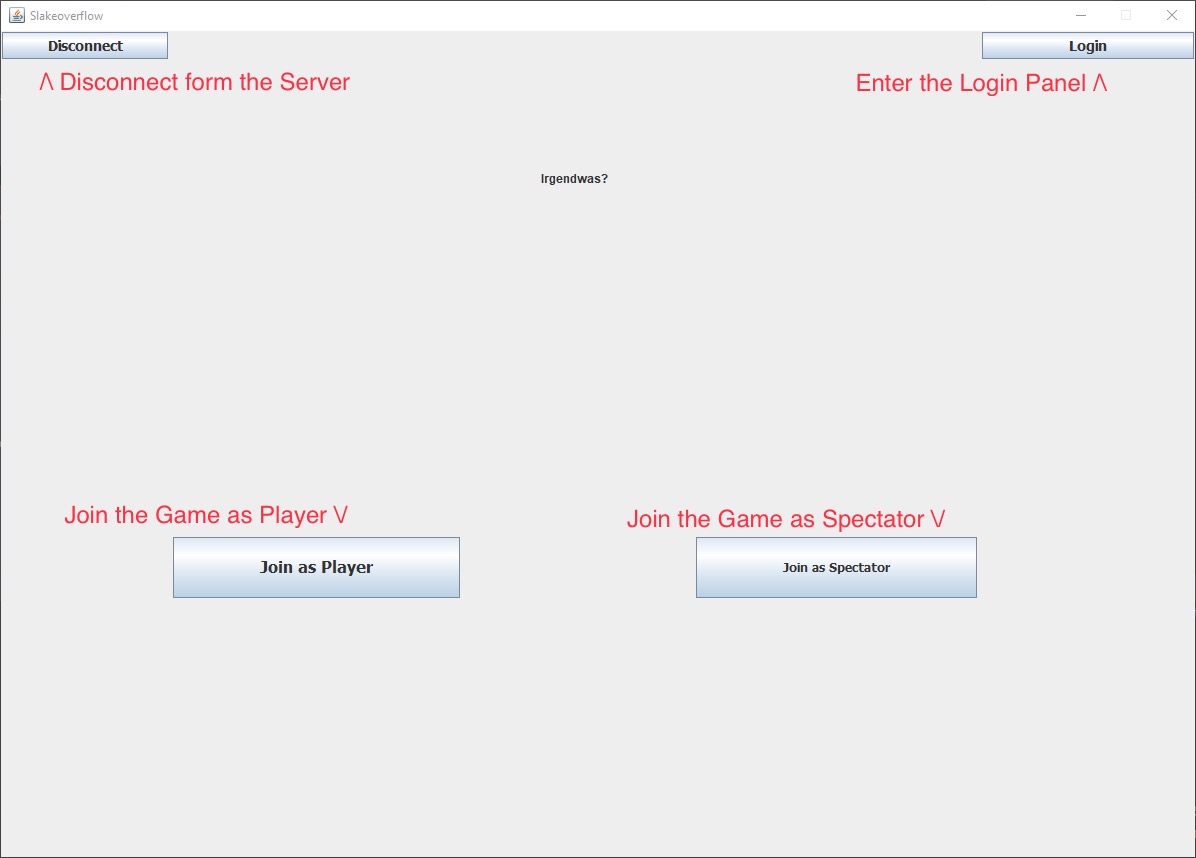 Slakeoverflow
Disconnect
Login
/\ Disconnect form the Server
Enter the Login Panel /\
Irgendwas?
Join the Game as Player \/
Join the Game as Spectator \/
Join as Player
Join as Spectator